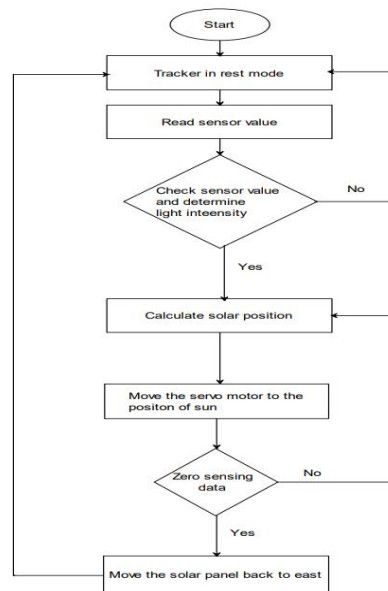 Start
Tracker in rest mode
Read sensor value
Check sensor value
and determine
light inteensity
No
Yes
Calculate solar position
Move the servo motor to the
positon of sun
Zero sensing
data
No
Yes
Move the solar panel back to east